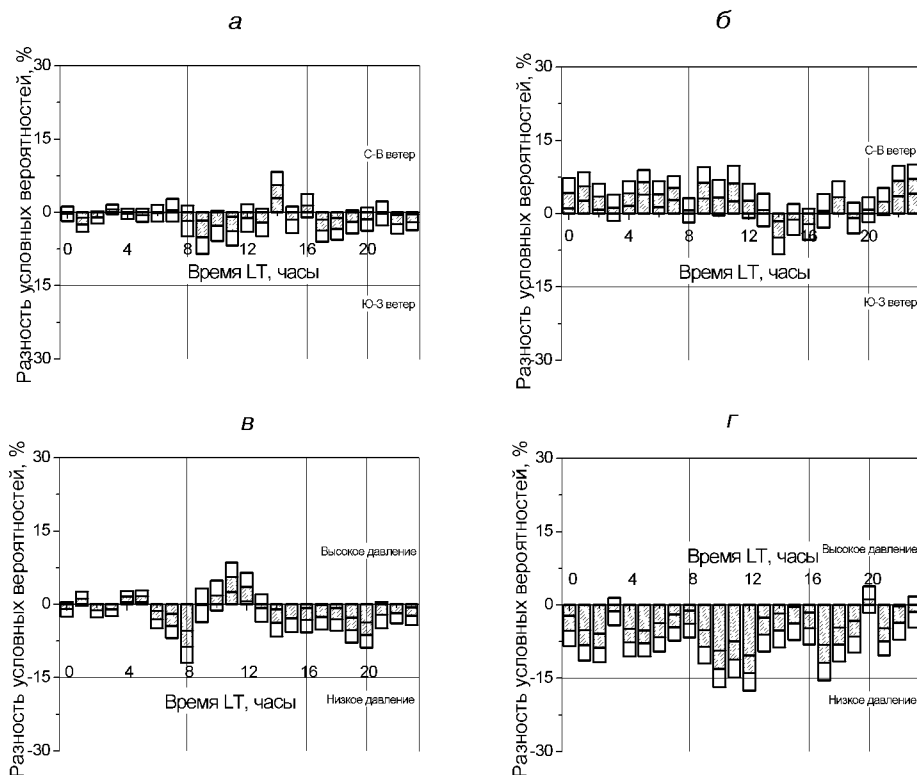 а
Разность условных вероятностей, %
30
15
0
-15
-30
С-В ветер
0 4 8 12 16 20
Время LT, часы
Ю-З ветер
б
Разность условных вероятностей, %
30
15
0
-15
-30
С-В ветер
0 4 8 12 16 20
Время LT, часы
Ю-З ветер
в
Разность условных вероятностей, %
30
15
0
-15
-30
Высокое давление
0 4 8 12 16 20
Время LT, часы
Низкое давление
г
Разность условных вероятностей, %
30
15
0
-15
-30
Время LT, часы
Высокое давление
0 4 8 12 16 20
Низкое давление